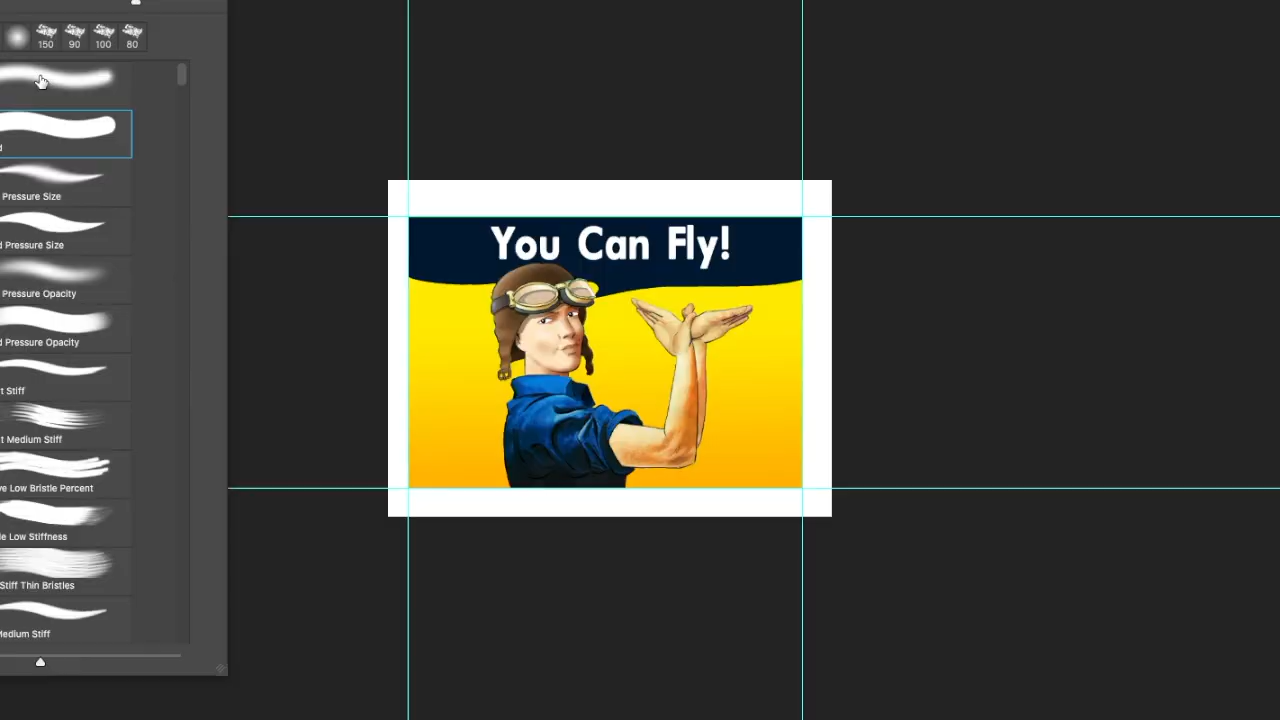 150 90 100 80
d
Pressure Size
d Pressure Size
Pressure Opacity
d Pressure Opacity
t Stiff
t Medium Stiff
ve Low Bristle Percent
le Low Stiffness
Stiff Thin Bristles
Medium Stiff
You Can Fly!